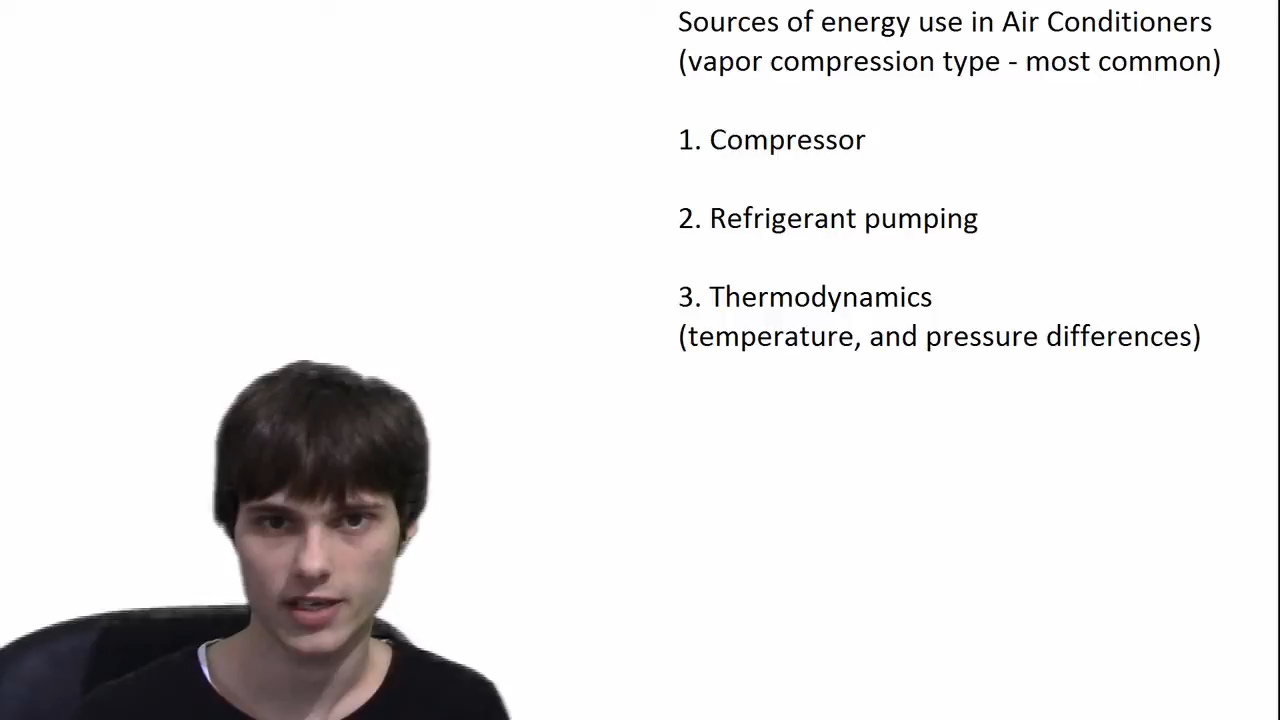 Sources of energy use in Air Conditioners
(vapor compression type - most common)
1. Compressor
2. Refrigerant pumping
3. Thermodynamics
(temperature, and pressure differences)